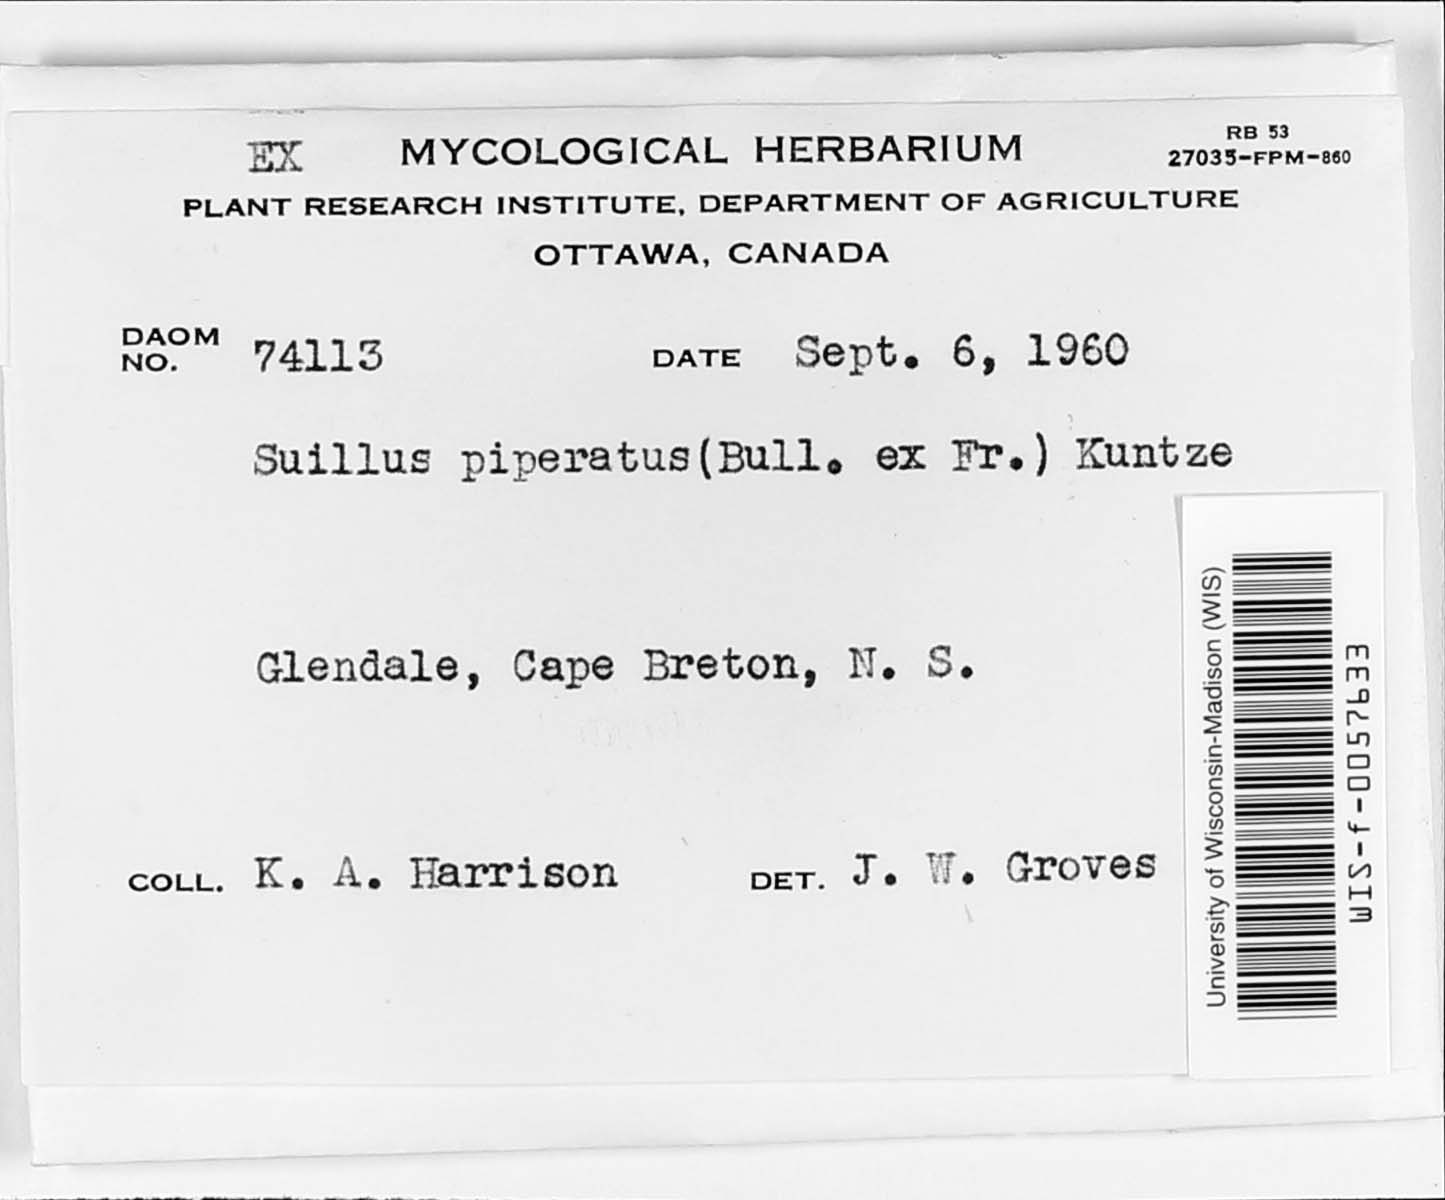 EX MYCOLOGICAL HERBARIUM
RB 53
27035-FPM-860
PLANT RESEARCH INSTITUTE, DEPARTMENT OF AGRICULTURE
OTTAWA, CANADA
DAOM NO. 74113 DATE Sept. 6, 1960
Suillus piperatus(Bull. ex Fr.) Kuntze
Glendale, Cape Breton, N. S.
COLL. K. A. Harrison DET. J. W. Groves
University of Wisconsin-Madison (WIS)
WIS-f-0057633